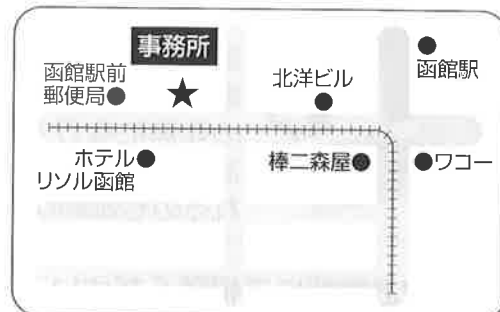 事務所
函館駅前
郵便局
北洋ビル
函館駅
ホテル
リソル函館
棒二森屋
ワコー